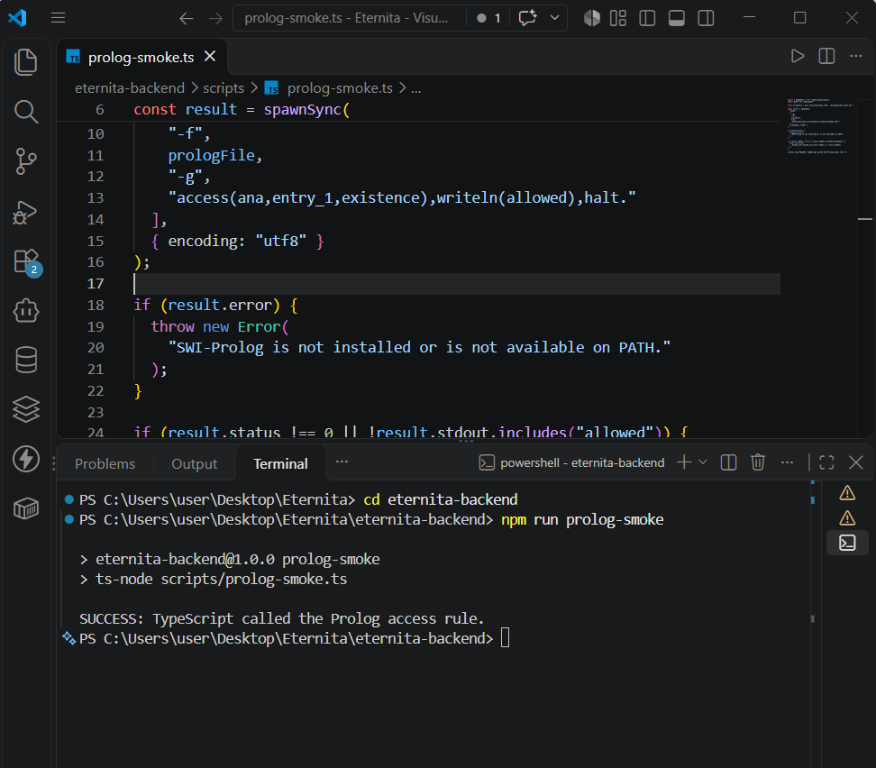 prolog-smoke.ts - Eternita - Visu...
1
prolog-smoke.ts
eternita-backend > scripts > prolog-smoke.ts > ...
6 const result = spawnSync(
10 "-f",
11 prologFile,
12 "-g",
13 "access(ana,entry_1,existence),writeln(allowed),halt."
14 ],
15 { encoding: "utf8" }
16 );
17
18 if (result.error) {
19 throw new Error(
20 "SWI-Prolog is not installed or is not available on PATH."
21 );
22 }
23
24 if (result.status !== 0 || !result.stdout.includes("allowed")) {
2
Problems Output Terminal ... powershell - eternita-backend
PS C:\Users\user\Desktop\Eternita> cd eternita-backend
PS C:\Users\user\Desktop\Eternita\eternita-backend> npm run prolog-smoke
> eternita-backend@1.0.0 prolog-smoke
> ts-node scripts/prolog-smoke.ts
SUCCESS: TypeScript called the Prolog access rule.
PS C:\Users\user\Desktop\Eternita\eternita-backend>